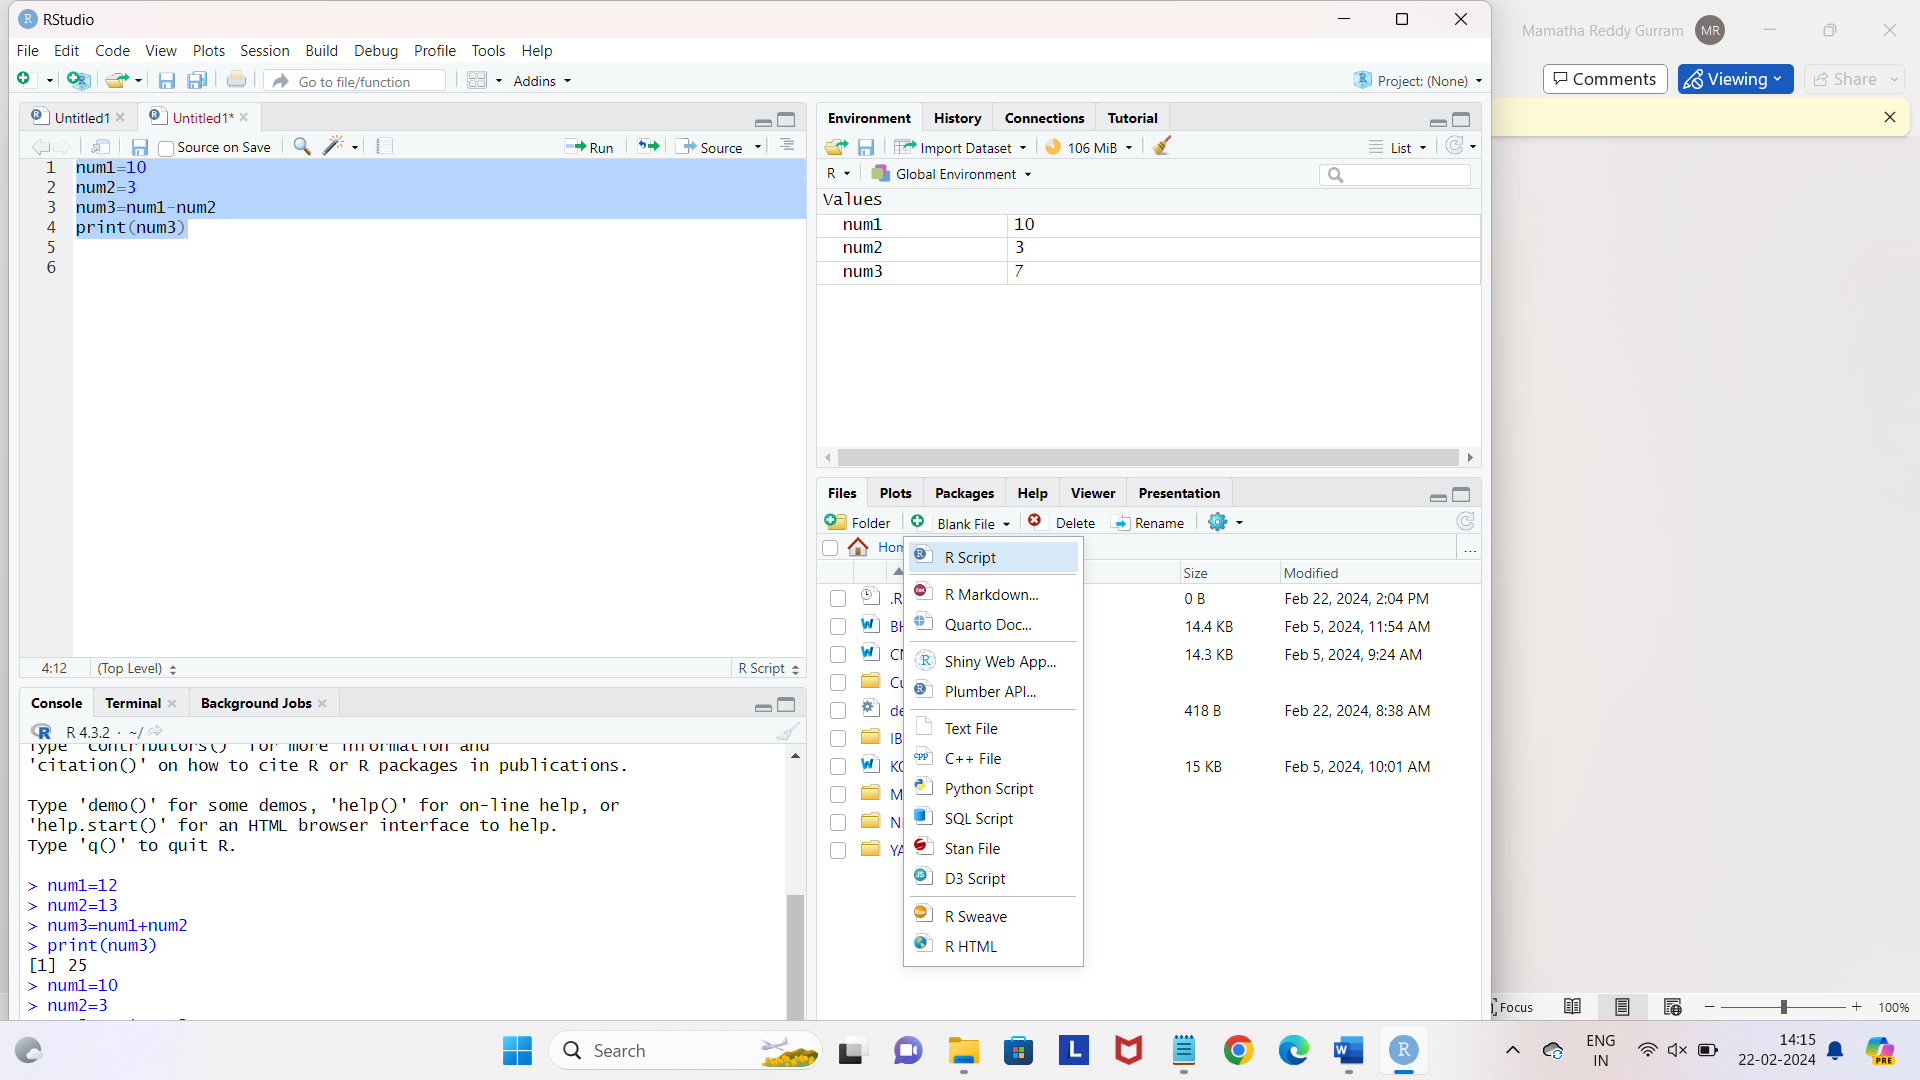 RStudio
File Edit Code View Plots Session Build Debug Profile Tools Help
Go to file/function Addins Project: (None)
Untitled1 Untitled1*
Source on Save Run Source
1 num1=10
2 num2=3
3 num3=num1-num2
4 print(num3)
5
6
4:12 (Top Level) R Script
Console Terminal Background Jobs
R 4.3.2 · ~/
Type 'contributors()' for more information and
'citation()' on how to cite R or R packages in publications.
Type 'demo()' for some demos, 'help()' for on-line help, or
'help.start()' for an HTML browser interface to help.
Type 'q()' to quit R.
> num1=12
> num2=13
> num3=num1+num2
> print(num3)
[1] 25
> num1=10
> num2=3
Environment History Connections Tutorial
Import Dataset 106 MiB List
R Global Environment
Values
num1 10
num2 3
num3 7
Files Plots Packages Help Viewer Presentation
Folder Blank File Delete Rename
Hom ...
Size Modified
.R 0 B Feb 22, 2024, 2:04 PM
BH 14.4 KB Feb 5, 2024, 11:54 AM
CN 14.3 KB Feb 5, 2024, 9:24 AM
Cu
de 418 B Feb 22, 2024, 8:38 AM
IB
KC 15 KB Feb 5, 2024, 10:01 AM
M
YA
R Script
R Markdown...
Quarto Doc...
Shiny Web App...
Plumber API...
Text File
C++ File
Python Script
SQL Script
Stan File
D3 Script
R Sweave
R HTML
Mamatha Reddy Gurram MR
Comments Viewing Share
Focus 100%
Search
ENG
IN
14:15
22-02-2024
PRE